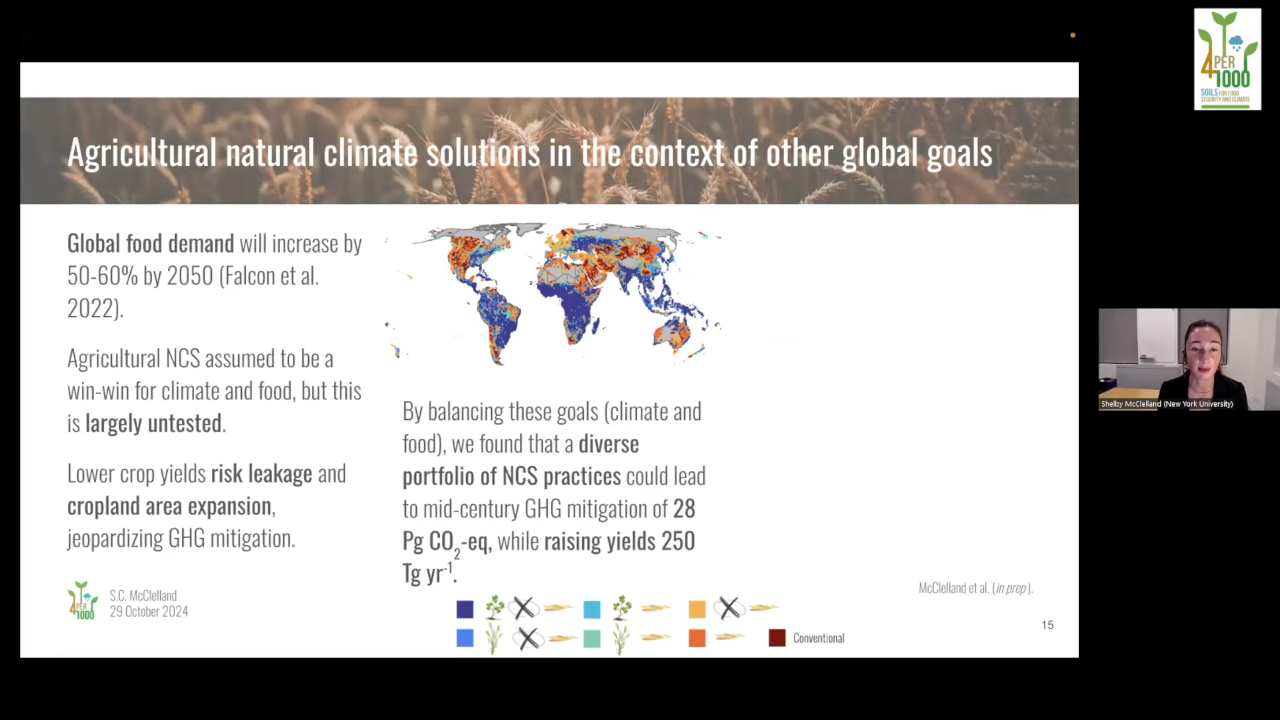 4 PER 1000
SOILS FOR FOOD
SECURITY AND CLIMATE
Agricultural natural climate solutions in the context of other global goals
Global food demand will increase by
50-60% by 2050 (Falcon et al.
2022).
Agricultural NCS assumed to be a
win-win for climate and food, but this
is largely untested.
Lower crop yields risk leakage and
cropland area expansion,
jeopardizing GHG mitigation.
By balancing these goals (climate and
food), we found that a diverse
portfolio of NCS practices could lead
to mid-century GHG mitigation of 28
Pg CO₂-eq, while raising yields 250
Tg yr⁻¹.
Conventional
McClelland et al. (in prep).
4 PER 1000
S.C. McClelland
29 October 2024
15
Shelby McClelland (New York University)